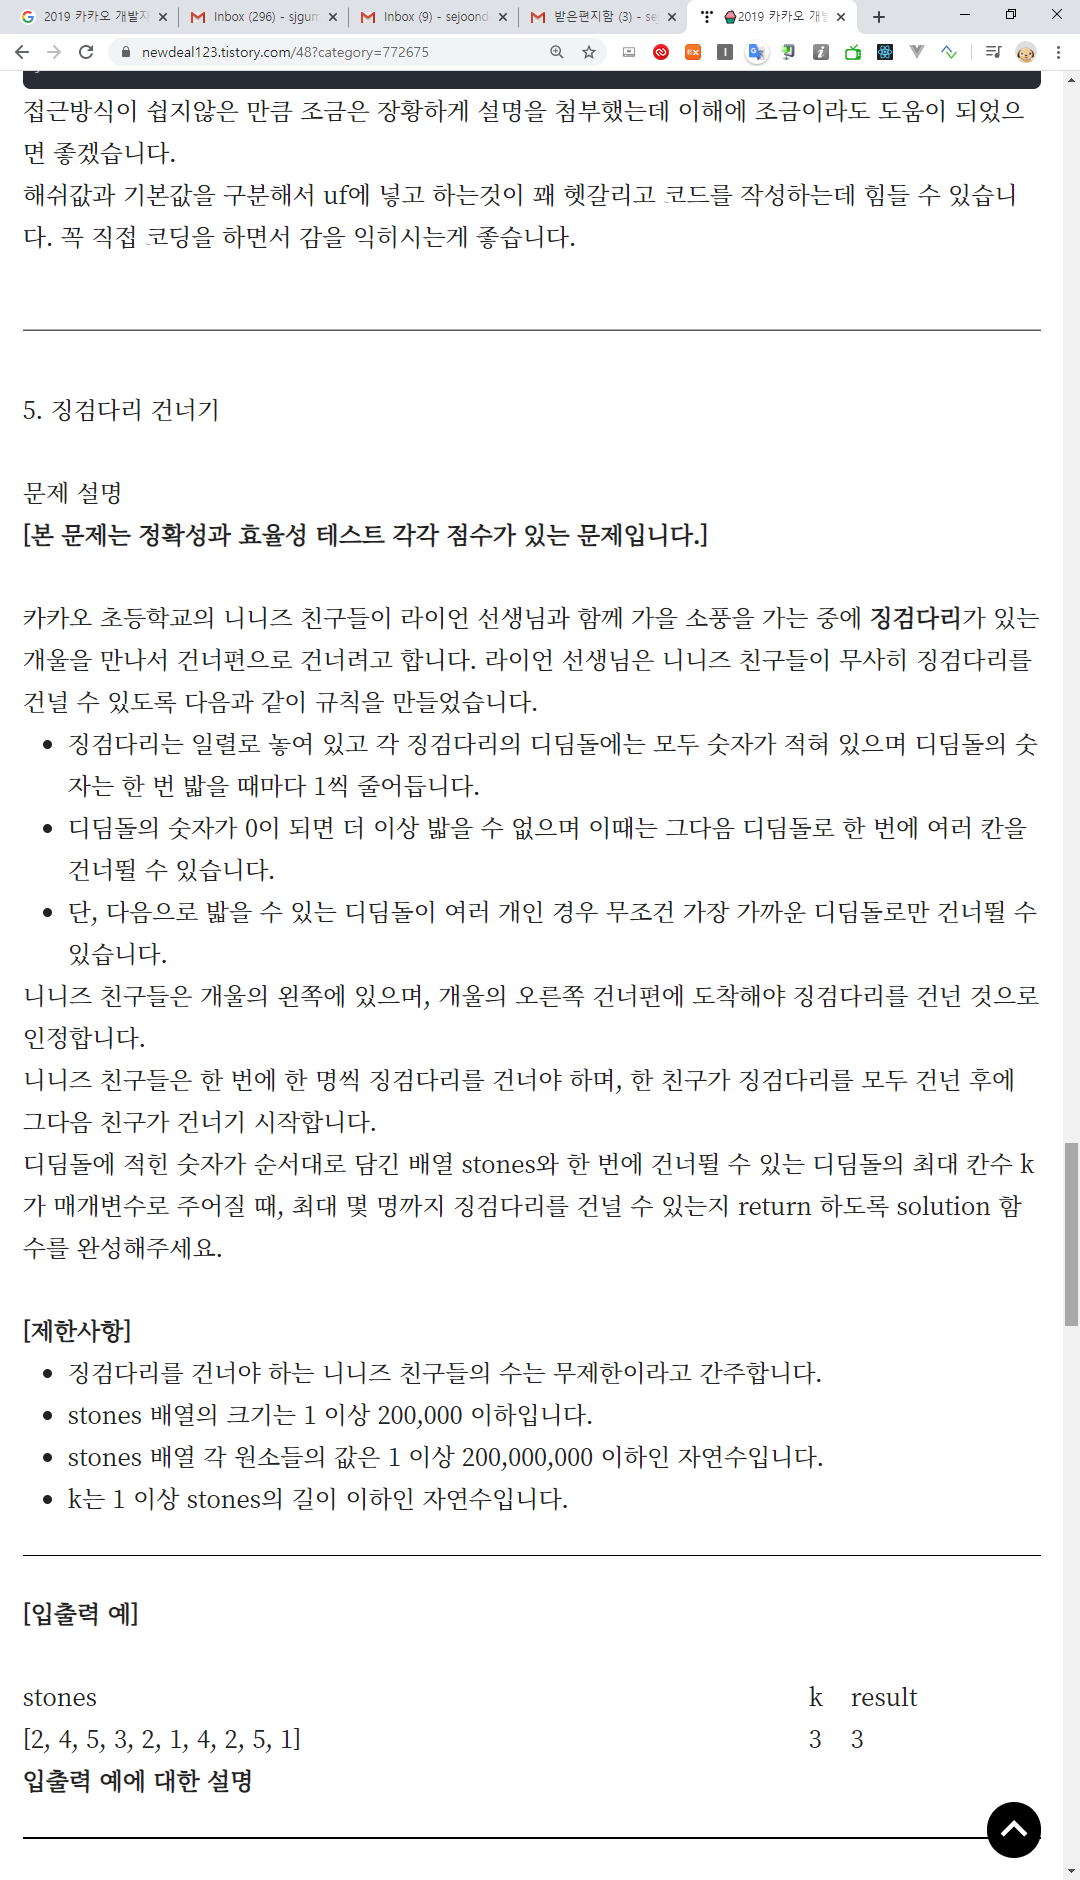 2019 카카오 개발자
Inbox (296) - sjgum
Inbox (9) - sejoond
받은편지함 (3) - se
2019 카카오 개발
newdeal123.tistory.com/48?category=772675
접근방식이 쉽지않은 만큼 조금은 장황하게 설명을 첨부했는데 이해에 조금이라도 도움이 되었으
면 좋겠습니다.
해쉬값과 기본값을 구분해서 uf에 넣고 하는것이 꽤 헷갈리고 코드를 작성하는데 힘들 수 있습니
다. 꼭 직접 코딩을 하면서 감을 익히시는게 좋습니다.
5. 징검다리 건너기
문제 설명
[본 문제는 정확성과 효율성 테스트 각각 점수가 있는 문제입니다.]
카카오 초등학교의 니니즈 친구들이 라이언 선생님과 함께 가을 소풍을 가는 중에 징검다리가 있는
개울을 만나서 건너편으로 건너려고 합니다. 라이언 선생님은 니니즈 친구들이 무사히 징검다리를
건널 수 있도록 다음과 같이 규칙을 만들었습니다.
• 징검다리는 일렬로 놓여 있고 각 징검다리의 디딤돌에는 모두 숫자가 적혀 있으며 디딤돌의 숫
자는 한 번 밟을 때마다 1씩 줄어듭니다.
• 디딤돌의 숫자가 0이 되면 더 이상 밟을 수 없으며 이때는 그다음 디딤돌로 한 번에 여러 칸을
건너뛸 수 있습니다.
• 단, 다음으로 밟을 수 있는 디딤돌이 여러 개인 경우 무조건 가장 가까운 디딤돌로만 건너뛸 수
있습니다.
니니즈 친구들은 개울의 왼쪽에 있으며, 개울의 오른쪽 건너편에 도착해야 징검다리를 건넌 것으로
인정합니다.
니니즈 친구들은 한 번에 한 명씩 징검다리를 건너야 하며, 한 친구가 징검다리를 모두 건넌 후에
그다음 친구가 건너기 시작합니다.
디딤돌에 적힌 숫자가 순서대로 담긴 배열 stones와 한 번에 건너뛸 수 있는 디딤돌의 최대 칸수 k
가 매개변수로 주어질 때, 최대 몇 명까지 징검다리를 건널 수 있는지 return 하도록 solution 함
수를 완성해주세요.
[제한사항]
• 징검다리를 건너야 하는 니니즈 친구들의 수는 무제한이라고 간주합니다.
• stones 배열의 크기는 1 이상 200,000 이하입니다.
• stones 배열 각 원소들의 값은 1 이상 200,000,000 이하인 자연수입니다.
• k는 1 이상 stones의 길이 이하인 자연수입니다.
[입출력 예]
stones k result
[2, 4, 5, 3, 2, 1, 4, 2, 5, 1] 3 3
입출력 예에 대한 설명